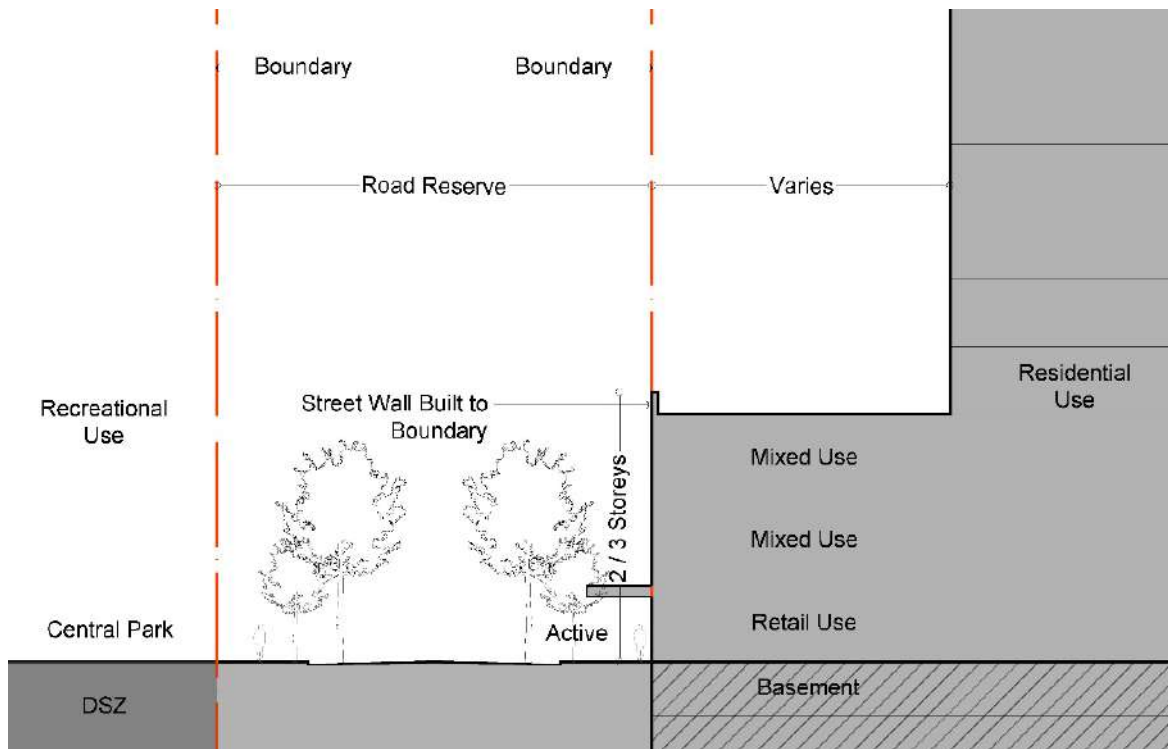 Boundary
Boundary
Road Reserve
Varies
Residential
Use
Recreational
Use
Street Wall Built to
Boundary
2 / 3 Storeys
Mixed Use
Mixed Use
Central Park
Active
Retail Use
DSZ
Basement